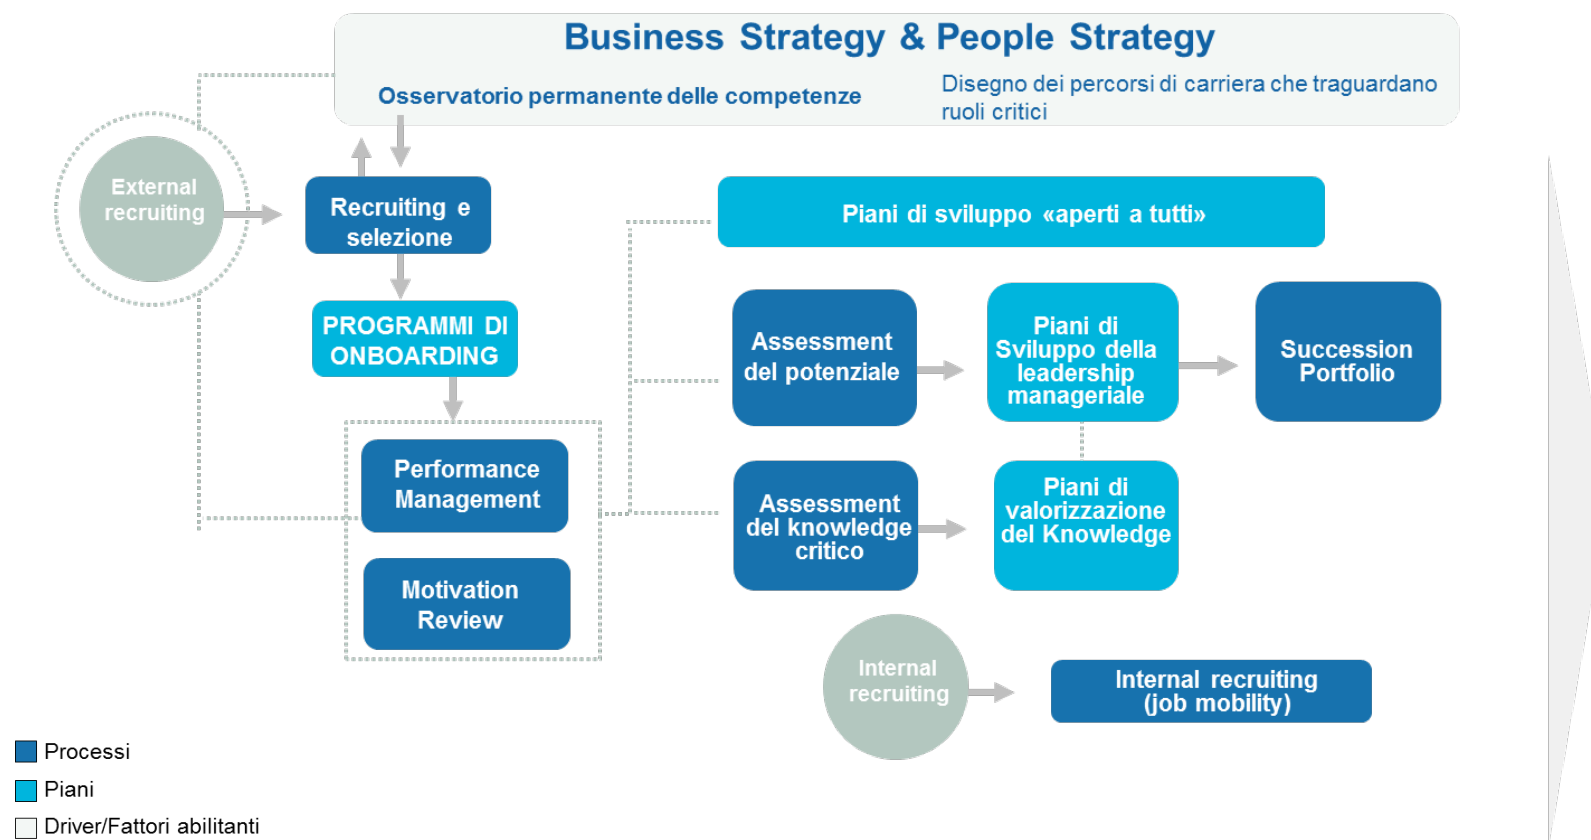 Business Strategy & People Strategy
Osservatorio permanente delle competenze
Disegno dei percorsi di carriera che traguardano
ruoli critici
External
recruiting
Recruiting e
selezione
PROGRAMMI DI
ONBOARDING
Performance
Management
Motivation
Review
Piani di sviluppo «aperti a tutti»
Assessment
del potenziale
Piani di
Sviluppo della
leadership
manageriale
Succession
Portfolio
Assessment
del knowledge
critico
Piani di
valorizzazione
del Knowledge
Internal
recruiting
Internal recruiting
(job mobility)
Processi
Piani
Driver/Fattori abilitanti